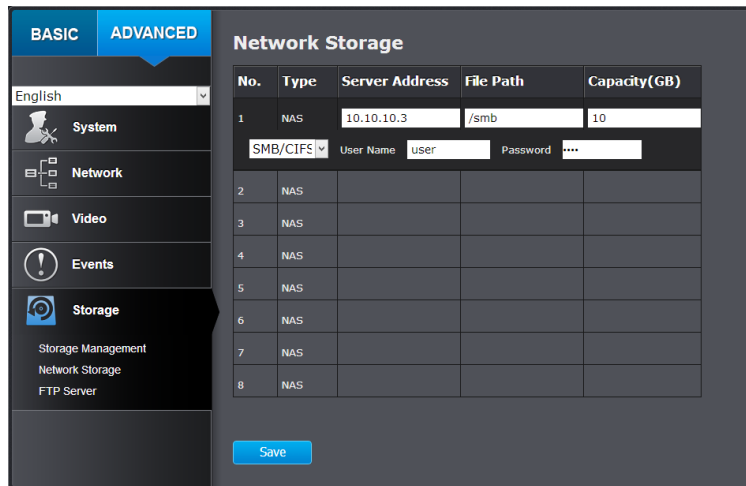 BASIC ADVANCED
Network Storage
English
System
Network
Video
Events
Storage
Storage Management
Network Storage
FTP Server
No. Type Server Address File Path Capacity(GB)
1 NAS 10.10.10.3 /smb 10
SMB/CIFS User Name user Password ••••
2 NAS
3 NAS
4 NAS
5 NAS
6 NAS
7 NAS
8 NAS
Save